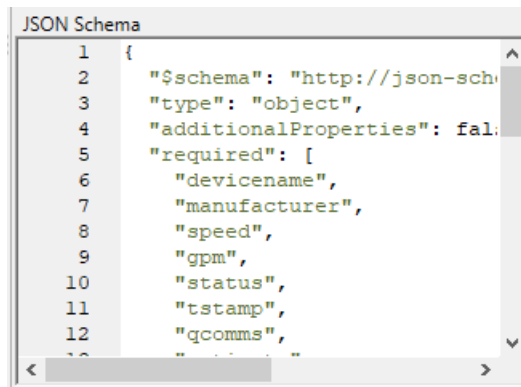 JSON Schema
1 {
2 "$schema": "http://json-sch
3 "type": "object",
4 "additionalProperties": fal
5 "required": [
6 "devicename",
7 "manufacturer",
8 "speed",
9 "gpm",
10 "status",
11 "tstamp",
12 "qcomms",